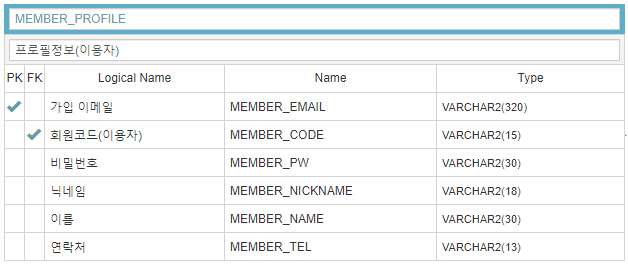 MEMBER_PROFILE
프로필정보(이용자)
PK FK Logical Name Name Type
가입 이메일 MEMBER_EMAIL VARCHAR2(320)
회원코드(이용자) MEMBER_CODE VARCHAR2(15)
비밀번호 MEMBER_PW VARCHAR2(30)
닉네임 MEMBER_NICKNAME VARCHAR2(18)
이름 MEMBER_NAME VARCHAR2(30)
연락처 MEMBER_TEL VARCHAR2(13)